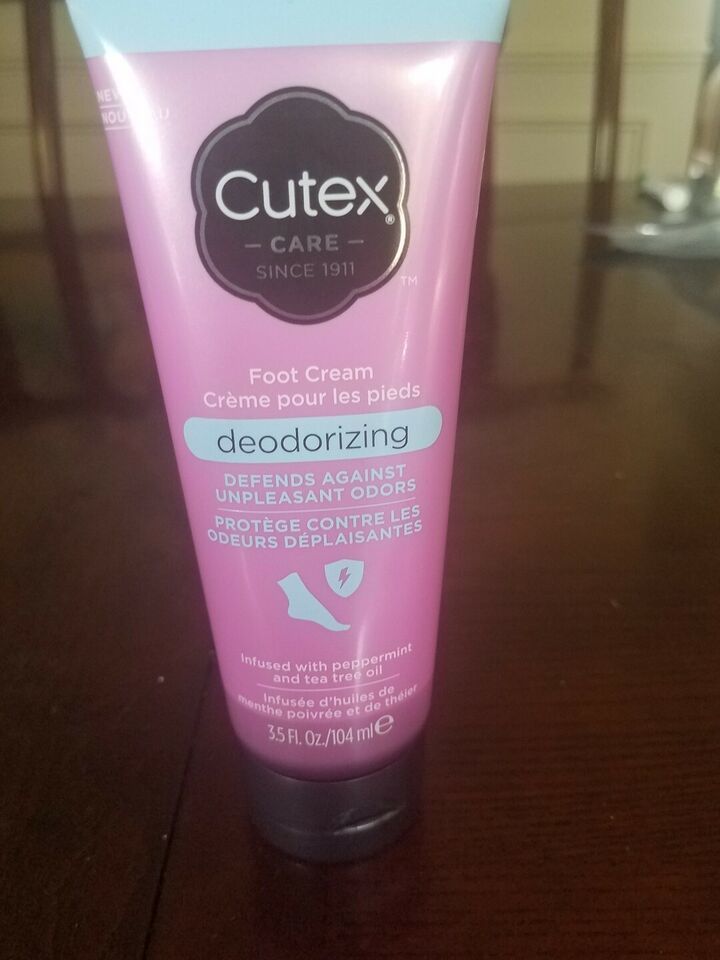 NEW
Cutex®
– CARE –
SINCE 1911
TM
Foot Cream
Crème pour les pieds
deodorizing
DEFENDS AGAINST
UNPLEASANT ODORS
PROTÈGE CONTRE LES
ODEURS DÉPLAISANTES
Infused with peppermint
and tea tree oil
Infusée d'huiles de
menthe poivrée et de théier
3.5 Fl. Oz./104 ml ℮